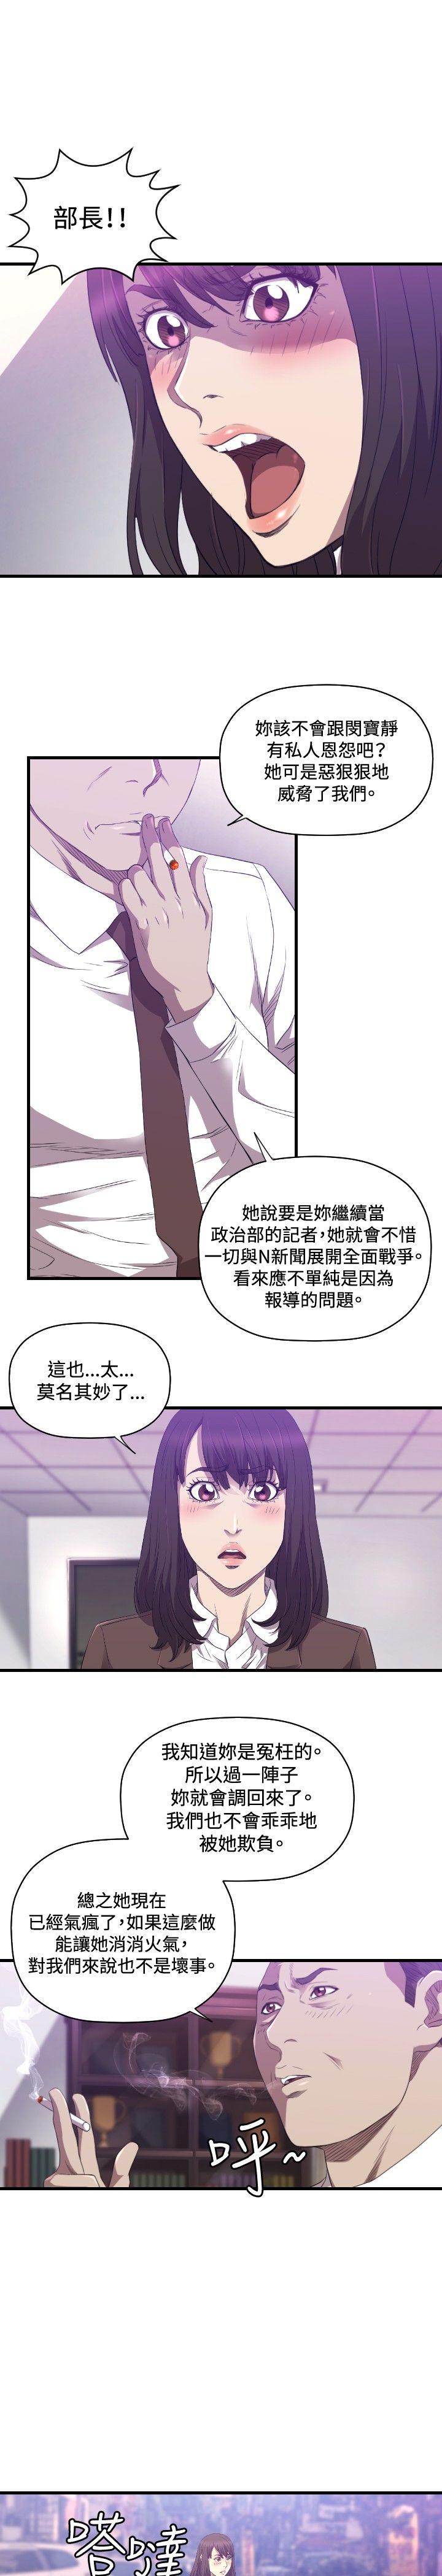 部長!!
妳該不會跟閔寶靜
有私人恩怨吧?
她可是惡狠狠地
威脅了我們。
她說要是妳繼續當
政治部的記者,她就會不惜
一切與N新聞展開全面戰爭。
看來應不單純是因為
報導的問題。
這也...太...
莫名其妙了...
我知道妳是冤枉的。
所以過一陣子
妳就會調回來了。
我們也不會乖乖地
被她欺負。
總之她現在
已經氣瘋了,如果這麼做
能讓她消消火氣,
對我們來說也不是壞事。
呼~
嗒噠